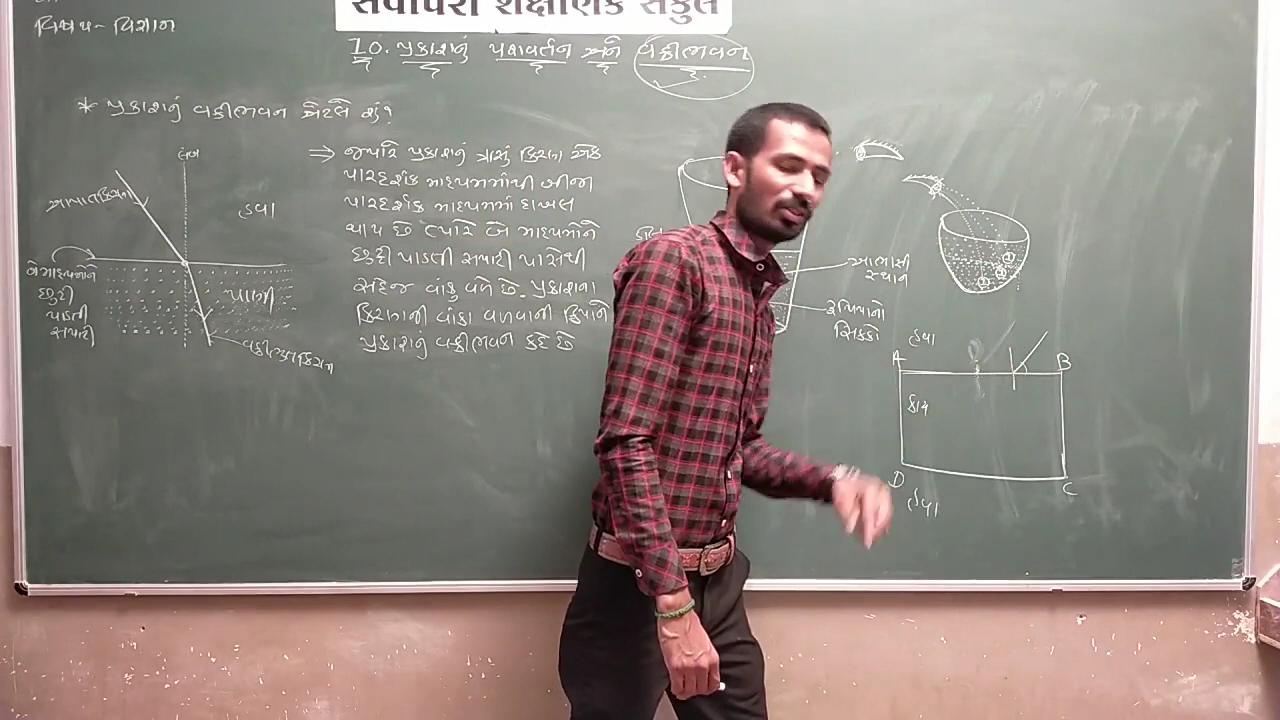 સર્વોપરી શૈક્ષણિક સંકુલ
વિષય - વિજ્ઞાન
10. પ્રકાશનું પરાવર્તન અને વક્રીભવન
* પ્રકાશનું વક્રીભવન એટલે શું?
લંબ
આપાતકિરણ
હવા
બે માધ્યમોને
છુટી
પાડતી
સપાટી
પાણી
વક્રીભૂતકિરણ
⇒ જ્યારે પ્રકાશનું ત્રાંસુ કિરણ એક
પારદર્શક માધ્યમમાંથી બીજા
પારદર્શક માધ્યમમાં દાખલ
થાય છે ત્યારે બે માધ્યમોને
છુટી પાડતી સપાટી પાસેથી
સહેજ વાંકુ વળે છે. પ્રકાશના
કિરણની વાંકા વળવાની ક્રિયાને
પ્રકાશનું વક્રીભવન કહે છે
આભાસી
સ્થાન
રૂપિયાનો
સિક્કો
હવા
A B
કાચ
D C
હવા